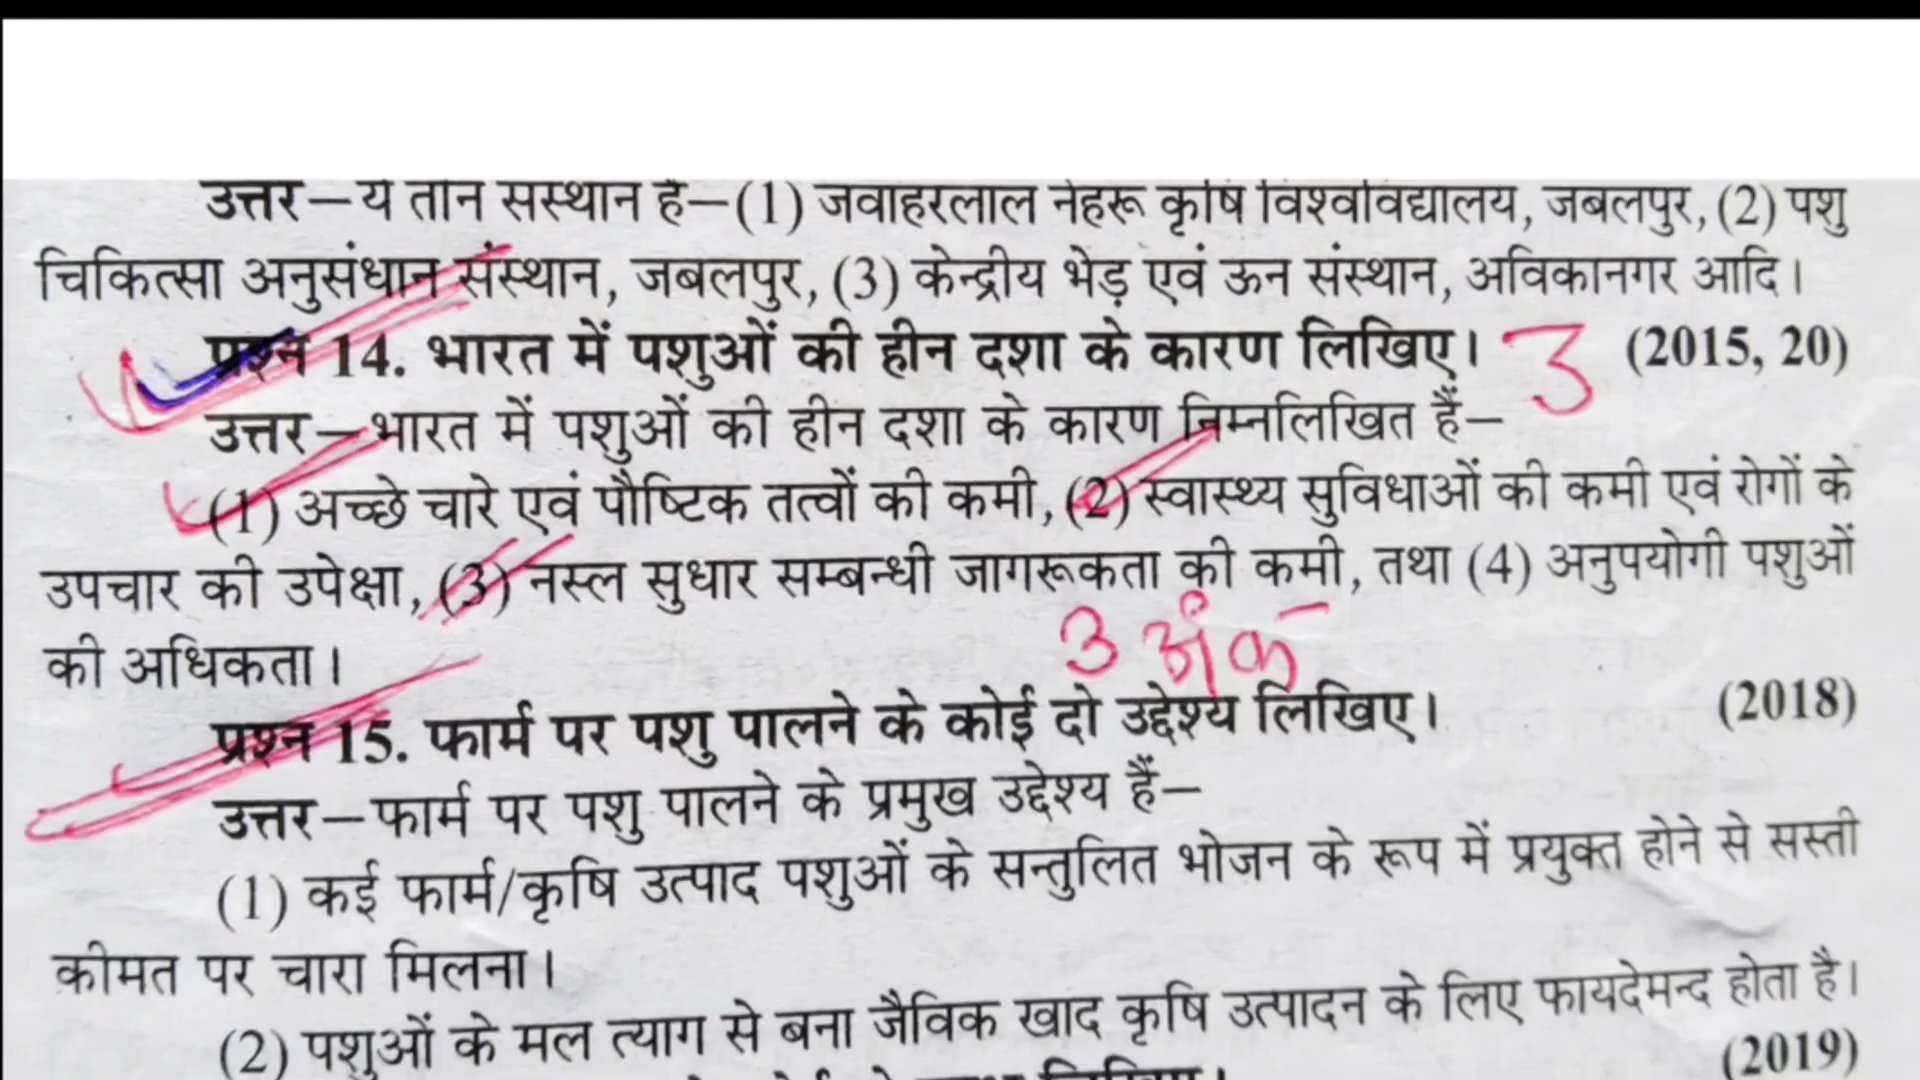 उत्तर—ये तीन संस्थान हैं—(1) जवाहरलाल नेहरू कृषि विश्वविद्यालय, जबलपुर, (2) पशु
चिकित्सा अनुसंधान संस्थान, जबलपुर, (3) केन्द्रीय भेड़ एवं ऊन संस्थान, अविकानगर आदि।
प्रश्न 14. भारत में पशुओं की हीन दशा के कारण लिखिए। 3 (2015, 20)
उत्तर—भारत में पशुओं की हीन दशा के कारण निम्नलिखित हैं—
(1) अच्छे चारे एवं पौष्टिक तत्वों की कमी, (2) स्वास्थ्य सुविधाओं की कमी एवं रोगों के
उपचार की उपेक्षा, (3) नस्ल सुधार सम्बन्धी जागरूकता की कमी, तथा (4) अनुपयोगी पशुओं
की अधिकता।
3 अंक
प्रश्न 15. फार्म पर पशु पालने के कोई दो उद्देश्य लिखिए। (2018)
उत्तर—फार्म पर पशु पालने के प्रमुख उद्देश्य हैं—
(1) कई फार्म/कृषि उत्पाद पशुओं के सन्तुलित भोजन के रूप में प्रयुक्त होने से सस्ती
कीमत पर चारा मिलना।
(2) पशुओं के मल त्याग से बना जैविक खाद कृषि उत्पादन के लिए फायदेमन्द होता है।
(2019)